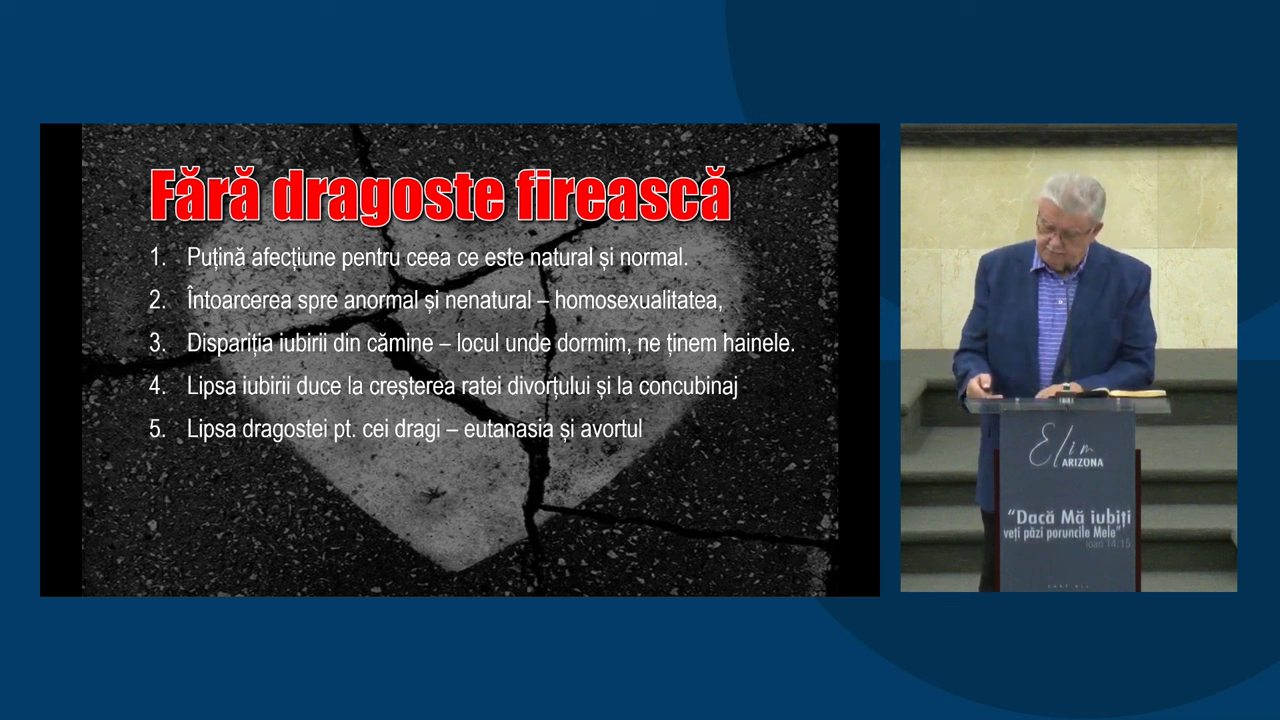 Fără dragoste firească
1. Puțină afecțiune pentru ceea ce este natural și normal.
2. Întoarcerea spre anormal și nenatural – homosexualitatea,
3. Dispariția iubirii din cămine – locul unde dormim, ne ținem hainele.
4. Lipsa iubirii duce la creșterea ratei divorțului și la concubinaj
5. Lipsa dragostei pt. cei dragi – eutanasia și avortul
Elim
ARIZONA
“Dacă Mă iubiți
veți păzi poruncile Mele”
Ioan 14:15